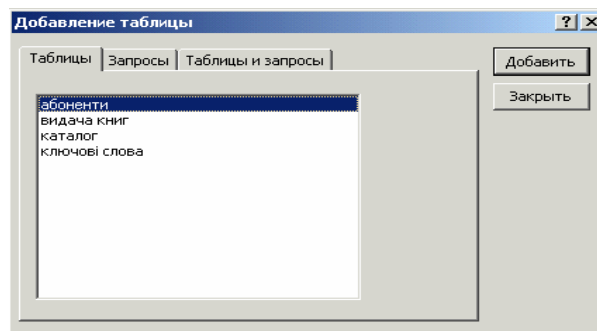 Добавление таблицы
Таблицы Запросы Таблицы и запросы
Добавить
Закрыть
абоненти
видача книг
каталог
ключові слова